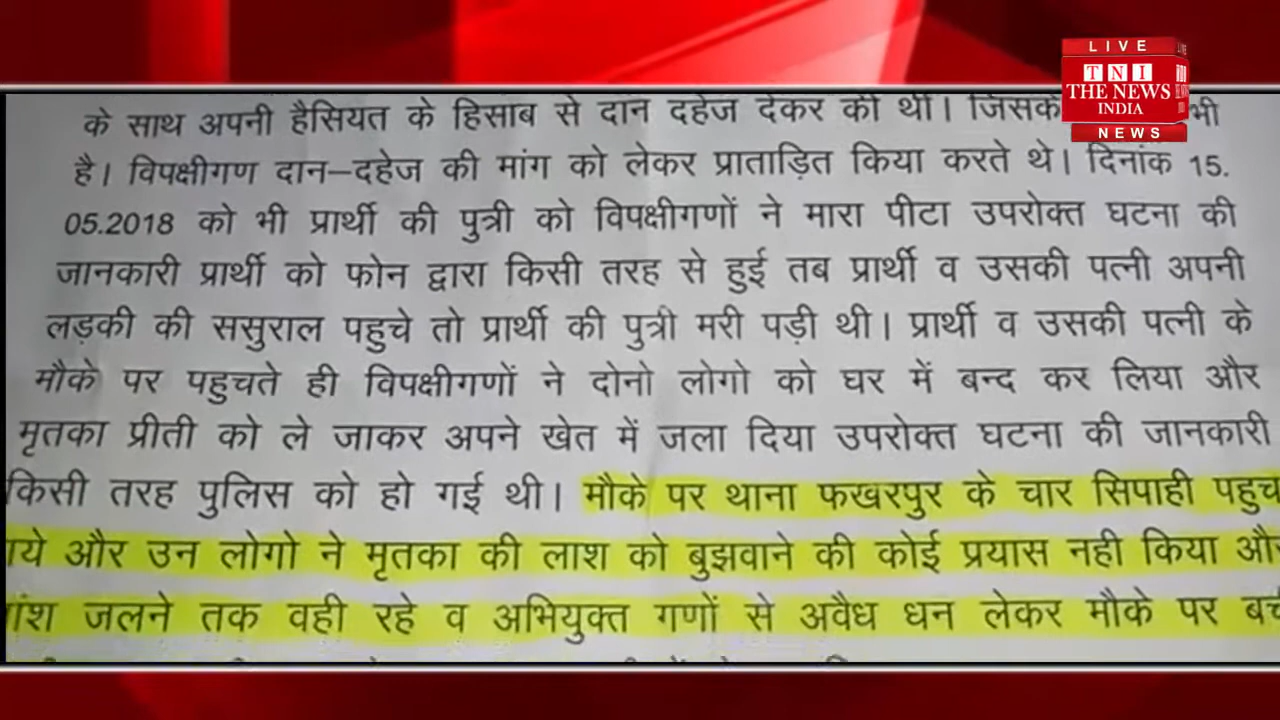 LIVE
TNI
THE NEWS
INDIA
NEWS
के साथ अपनी हैसियत के हिसाब से दान दहेज देकर की थी। भी
है। विपक्षीगण दान-दहेज की मांग को लेकर प्राताड़ित किया करते थे। दिनांक 15.
05.2018 को भी प्रार्थी की पुत्री को विपक्षीगणों ने मारा पीटा उपरोक्त घटना की
जानकारी प्रार्थी को फोन द्वारा किसी तरह से हुई तब प्रार्थी व उसकी पत्नी अपनी
लड़की की ससुराल पहुचे तो प्रार्थी की पुत्री मरी पड़ी थी। प्रार्थी व उसकी पत्नी के
मौके पर पहुचते ही विपक्षीगणों ने दोनो लोगो को घर में बन्द कर लिया और
मृतका प्रीती को ले जाकर अपने खेत में जला दिया उपरोक्त घटना की जानकारी
किसी तरह पुलिस को हो गई थी। मौके पर थाना फखरपुर के चार सिपाही पहुच
गये और उन लोगो ने मृतका की लाश को बुझवाने की कोई प्रयास नही किया और
जलने तक वही रहे व अभियुक्त गणों से अवैध धन लेकर मौके पर